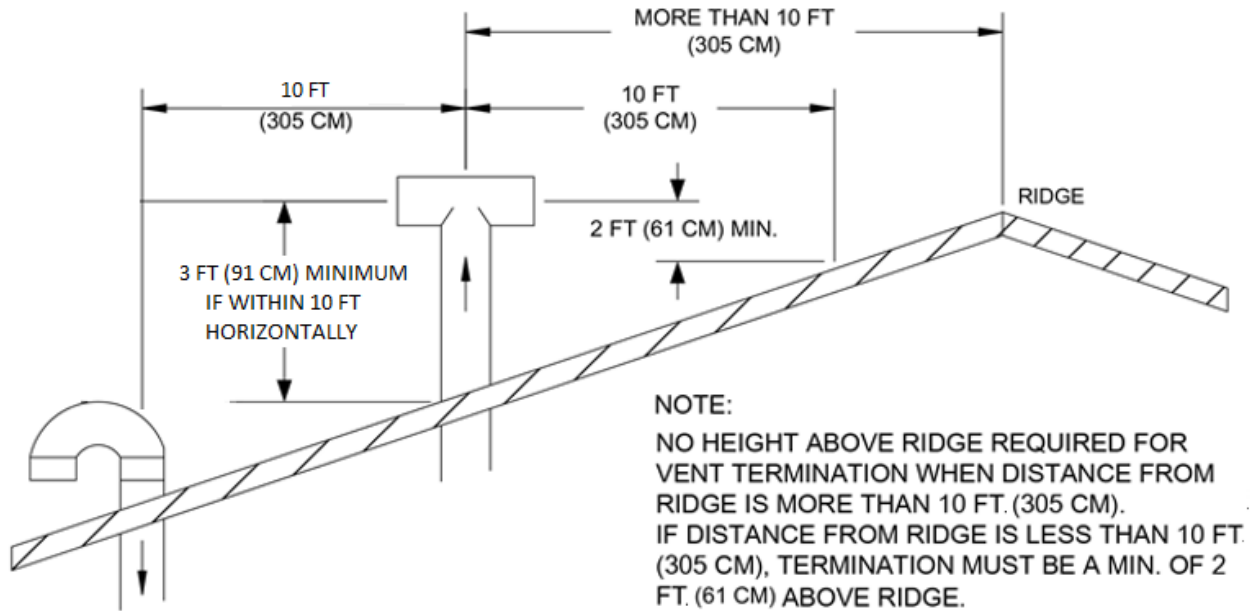 MORE THAN 10 FT
(305 CM)
10 FT
(305 CM)
10 FT
(305 CM)
RIDGE
2 FT (61 CM) MIN.
3 FT (91 CM) MINIMUM
IF WITHIN 10 FT
HORIZONTALLY
NOTE:
NO HEIGHT ABOVE RIDGE REQUIRED FOR
VENT TERMINATION WHEN DISTANCE FROM
RIDGE IS MORE THAN 10 FT. (305 CM).
IF DISTANCE FROM RIDGE IS LESS THAN 10 FT.
(305 CM), TERMINATION MUST BE A MIN. OF 2
FT. (61 CM) ABOVE RIDGE.